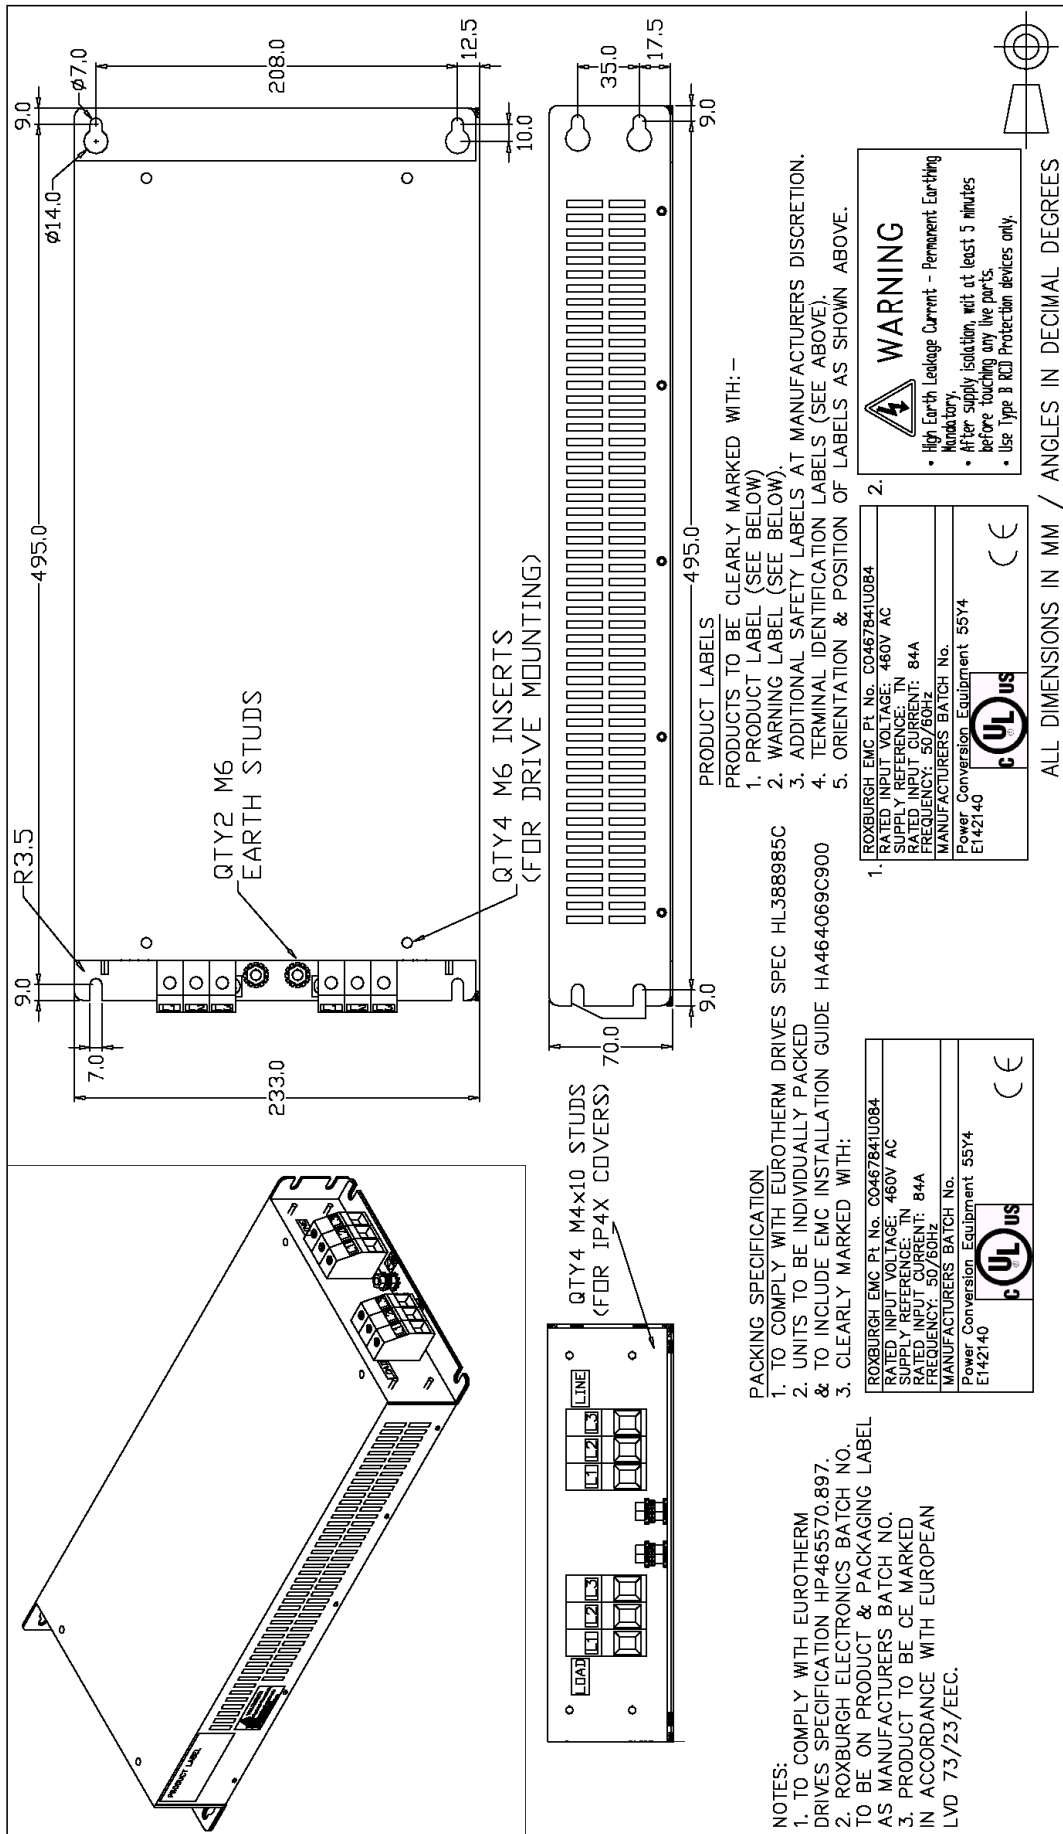 R3.5
9.0
495.0
9.0
ø7.0
ø14.0
208.0
12.5
10.0
7.0
233.0
QTY2 M6
EARTH STUDS
QTY4 M6 INSERTS
(FOR DRIVE MOUNTING)
35.0
17.5
70.0
9.0
495.0
9.0
PRODUCT LABEL
QTY4 M4x10 STUDS
(FOR IP4X COVERS)
LOAD
L1 L2 L3
L1 L2 L3
LINE
NOTES:
1. TO COMPLY WITH EUROTHERM
DRIVES SPECIFICATION HP465570.897.
2. ROXBURGH ELECTRONICS BATCH NO.
TO BE ON PRODUCT & PACKAGING LABEL
AS MANUFACTURERS BATCH NO.
3. PRODUCT TO BE CE MARKED
IN ACCORDANCE WITH EUROPEAN
LVD 73/23/EEC.
PACKING SPECIFICATION
1. TO COMPLY WITH EUROTHERM DRIVES SPEC HL388985C
2. UNITS TO BE INDIVIDUALLY PACKED
& TO INCLUDE EMC INSTALLATION GUIDE HA464069C900
3. CLEARLY MARKED WITH:
ROXBURGH EMC Pt No. CO467841U084
RATED INPUT VOLTAGE: 460V AC
SUPPLY REFERENCE: TN
RATED INPUT CURRENT: 84A
FREQUENCY: 50/60Hz
MANUFACTURERS BATCH No.
Power Conversion Equipment 55Y4
E142140
C UL US
CE
PRODUCT LABELS
PRODUCTS TO BE CLEARLY MARKED WITH:-
1. PRODUCT LABEL (SEE BELOW)
2. WARNING LABEL (SEE BELOW).
3. ADDITIONAL SAFETY LABELS AT MANUFACTURERS DISCRETION.
4. TERMINAL IDENTIFICATION LABELS (SEE ABOVE).
5. ORIENTATION & POSITION OF LABELS AS SHOWN ABOVE.
1.
ROXBURGH EMC Pt No. CO467841U084
RATED INPUT VOLTAGE: 460V AC
SUPPLY REFERENCE: TN
RATED INPUT CURRENT: 84A
FREQUENCY: 50/60Hz
MANUFACTURERS BATCH No.
Power Conversion Equipment 55Y4
E142140
C UL US
CE
2.
WARNING
• High Earth Leakage Current - Permanent Earthing
Mandatory.
• After supply isolation, wait at least 5 minutes
before touching any live parts.
• Use Type B RCD Protection devices only.
ALL DIMENSIONS IN MM / ANGLES IN DECIMAL DEGREES